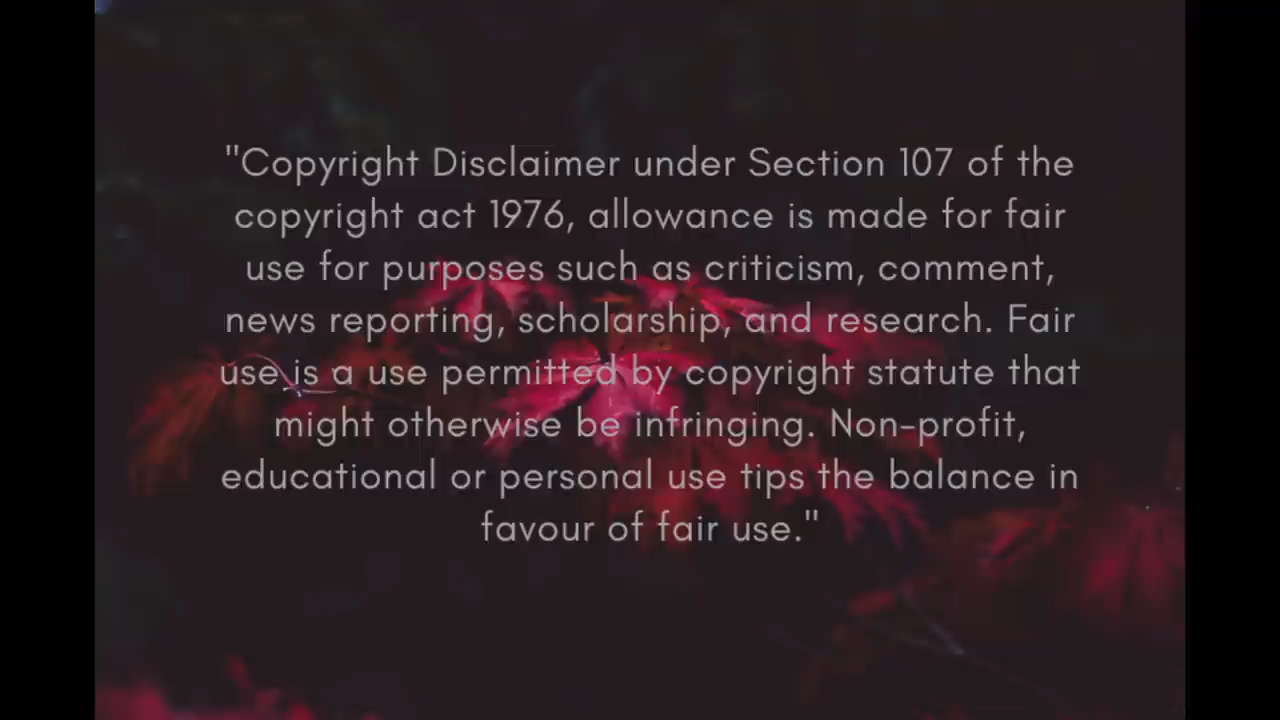 "Copyright Disclaimer under Section 107 of the
copyright act 1976, allowance is made for fair
use for purposes such as criticism, comment,
news reporting, scholarship, and research. Fair
use is a use permitted by copyright statute that
might otherwise be infringing. Non-profit,
educational or personal use tips the balance in
favour of fair use."